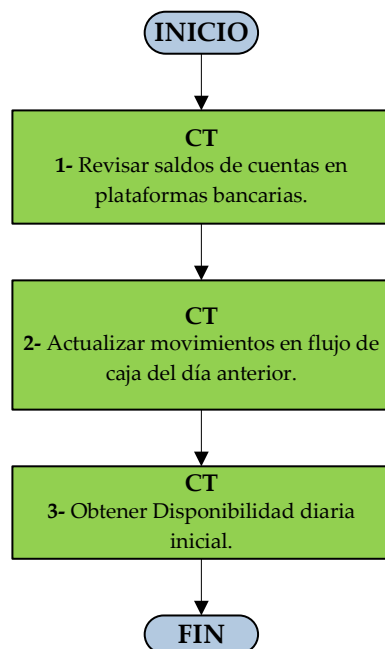 INICIO
CT
1- Revisar saldos de cuentas en
plataformas bancarias.
CT
2- Actualizar movimientos en flujo de
caja del día anterior.
CT
3- Obtener Disponibilidad diaria
inicial.
FIN